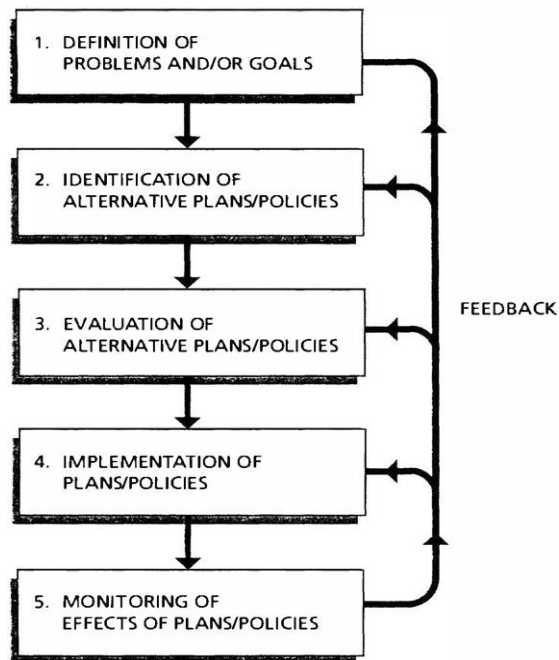 1. DEFINITION OF
PROBLEMS AND/OR GOALS
2. IDENTIFICATION OF
ALTERNATIVE PLANS/POLICIES
3. EVALUATION OF
ALTERNATIVE PLANS/POLICIES
FEEDBACK
4. IMPLEMENTATION OF
PLANS/POLICIES
5. MONITORING OF
EFFECTS OF PLANS/POLICIES